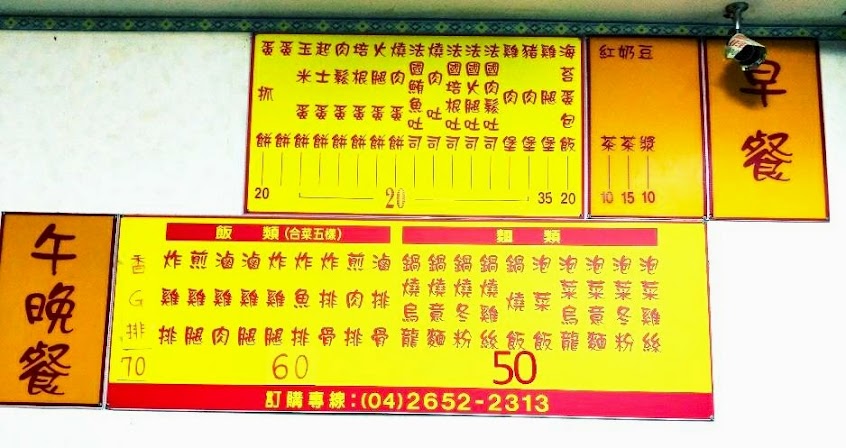 早餐
蛋抓餅
蛋餅
玉米蛋餅
起士蛋餅
肉鬆蛋餅
培根蛋餅
火腿蛋餅
燒肉蛋餅
法國鮪魚吐司
燒肉吐司
法國培根吐司
法國火腿吐司
法國肉鬆吐司
雞肉堡
豬肉堡
雞腿堡
海苔蛋包飯
20
20
35
20
紅茶
奶茶
豆漿
10
15
10
午晚餐
香G排
70
飯 類(合菜五樣)
炸雞排
煎雞腿
滷雞肉
滷雞腿
炸雞腿
炸魚排
炸排骨
煎肉排
滷排骨
60
麵 類
鍋燒烏龍
鍋燒意麵
鍋燒冬粉
鍋燒雞絲
鍋燒飯
泡菜飯
泡菜烏龍
泡菜意麵
泡菜冬粉
泡菜雞絲
50
訂購專線:(04)2652-2313